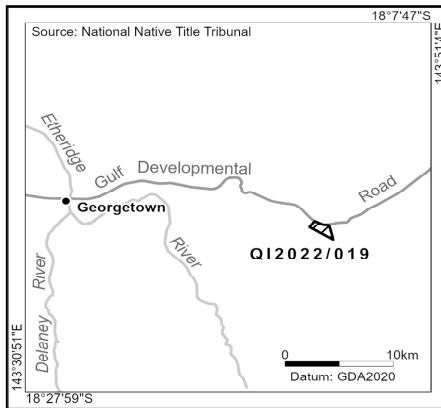 18°7'47"S
Source: National Native Title Tribunal
143°51'4"E
Etheridge
Gulf Developmental Road
Georgetown
River
QI2022/019
River
Delaney
143°30'51"E
0 10km
Datum: GDA2020
18°27'59"S